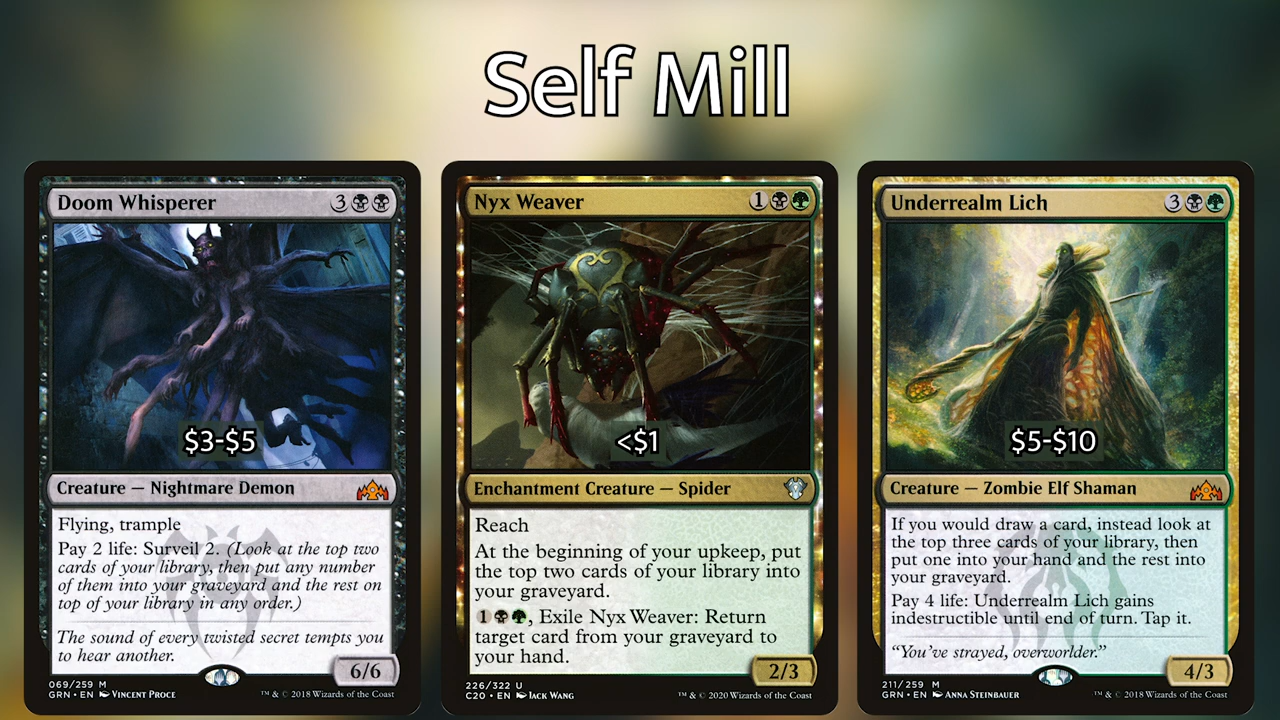 Self Mill
Doom Whisperer 3
$3-$5
Creature — Nightmare Demon
Flying, trample
Pay 2 life: Surveil 2. (Look at the top two
cards of your library, then put any number
of them into your graveyard and the rest on
top of your library in any order.)
The sound of every twisted secret tempts you
to hear another.
6/6
069/259 M
GRN • EN Vincent Proce
™ & © 2018 Wizards of the Coast
Nyx Weaver 1
<$1
Enchantment Creature — Spider
Reach
At the beginning of your upkeep, put
the top two cards of your library into
your graveyard.
1, Exile Nyx Weaver: Return
target card from your graveyard to
your hand.
2/3
226/322 U
C20 • EN Jack Wang
™ & © 2020 Wizards of the Coast
Underrealm Lich 3
$5-$10
Creature — Zombie Elf Shaman
If you would draw a card, instead look at
the top three cards of your library, then
put one into your hand and the rest into
your graveyard.
Pay 4 life: Underrealm Lich gains
indestructible until end of turn. Tap it.
“You’ve strayed, overworlder.”
4/3
211/259 M
GRN • EN Anna Steinbauer
™ & © 2018 Wizards of the Coast